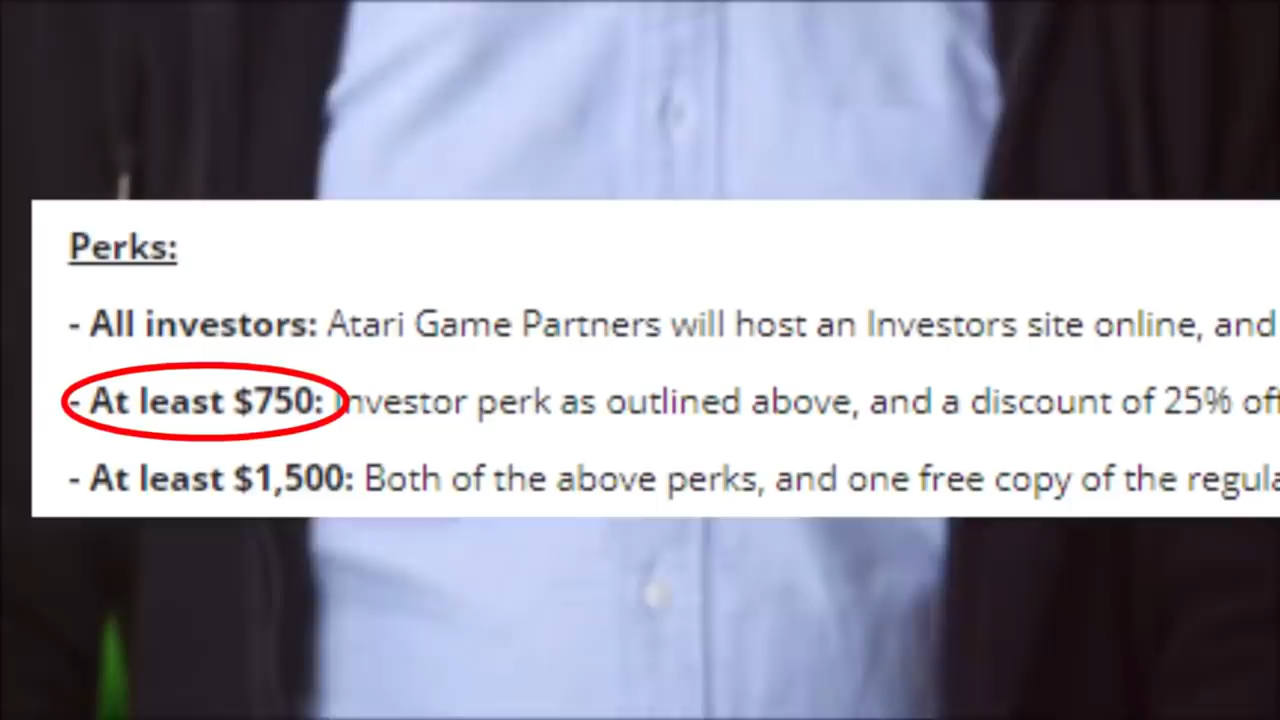 Perks:
- All investors: Atari Game Partners will host an Investors site online, and
- At least $750: Investor perk as outlined above, and a discount of 25% off
- At least $1,500: Both of the above perks, and one free copy of the regula